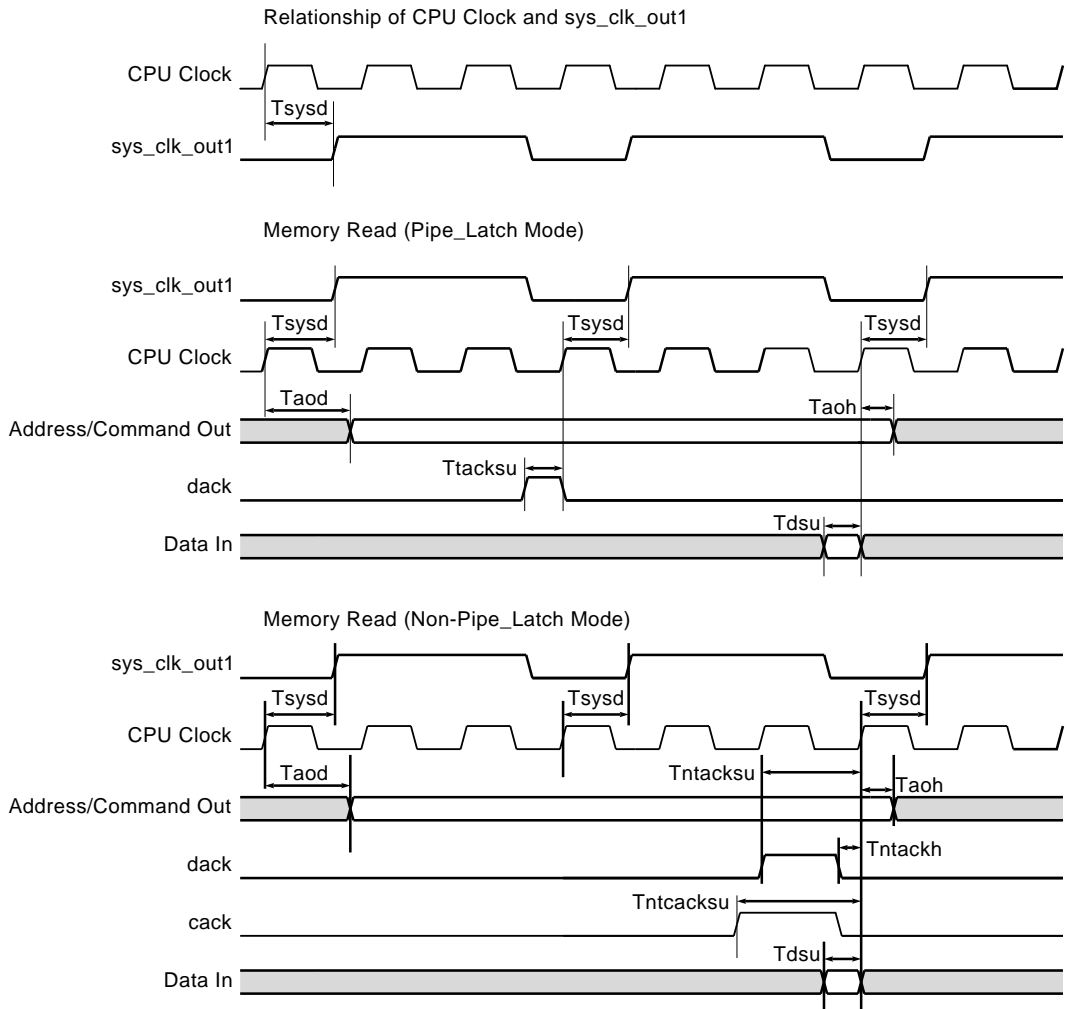 Relationship of CPU Clock and sys_clk_out1
CPU Clock
Tsysd
sys_clk_out1
Memory Read (Pipe_Latch Mode)
sys_clk_out1
Tsysd Tsysd Tsysd
CPU Clock
Taod Taoh
Address/Command Out
Ttacksu
dack
Tdsu
Data In
Memory Read (Non-Pipe_Latch Mode)
sys_clk_out1
Tsysd Tsysd Tsysd
CPU Clock
Taod Tntacksu Taoh
Address/Command Out
dack Tntackh
Tntcacksu
cack
Tdsu
Data In